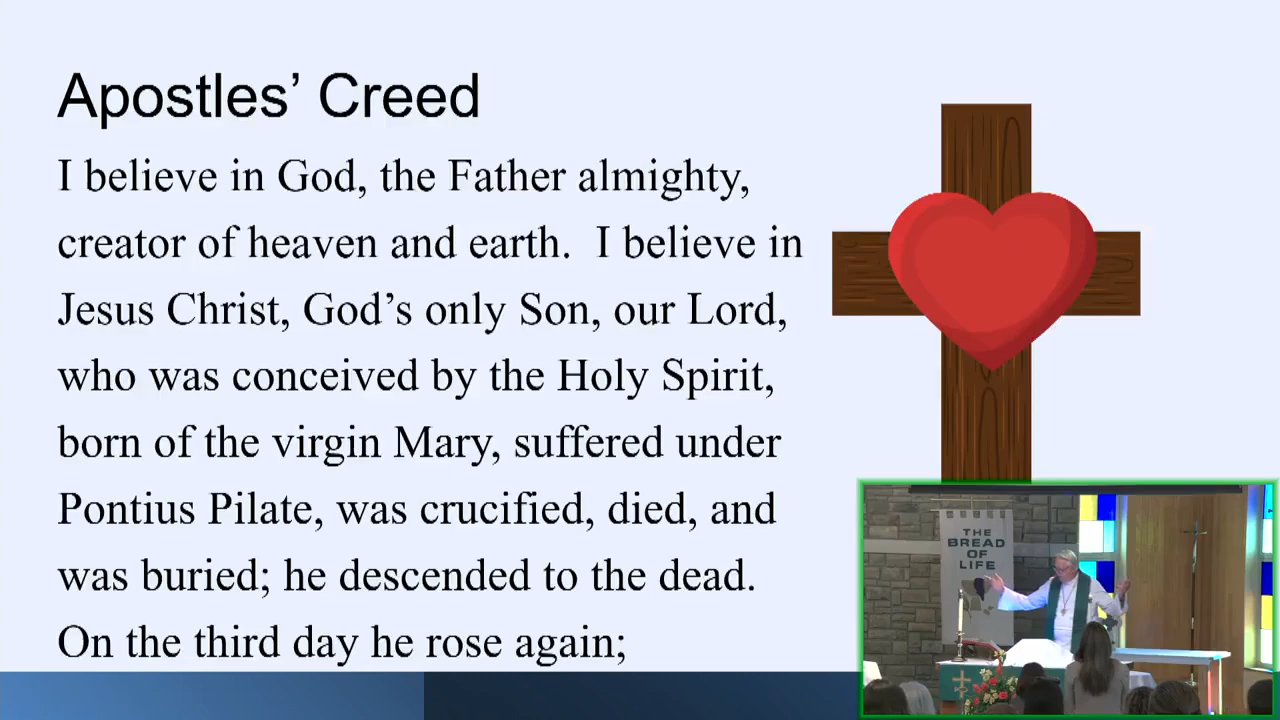 Apostles’ Creed
I believe in God, the Father almighty,
creator of heaven and earth.  I believe in
Jesus Christ, God’s only Son, our Lord,
who was conceived by the Holy Spirit,
born of the virgin Mary, suffered under
Pontius Pilate, was crucified, died, and
was buried; he descended to the dead.
On the third day he rose again;
THE
BREAD
OF
LIFE